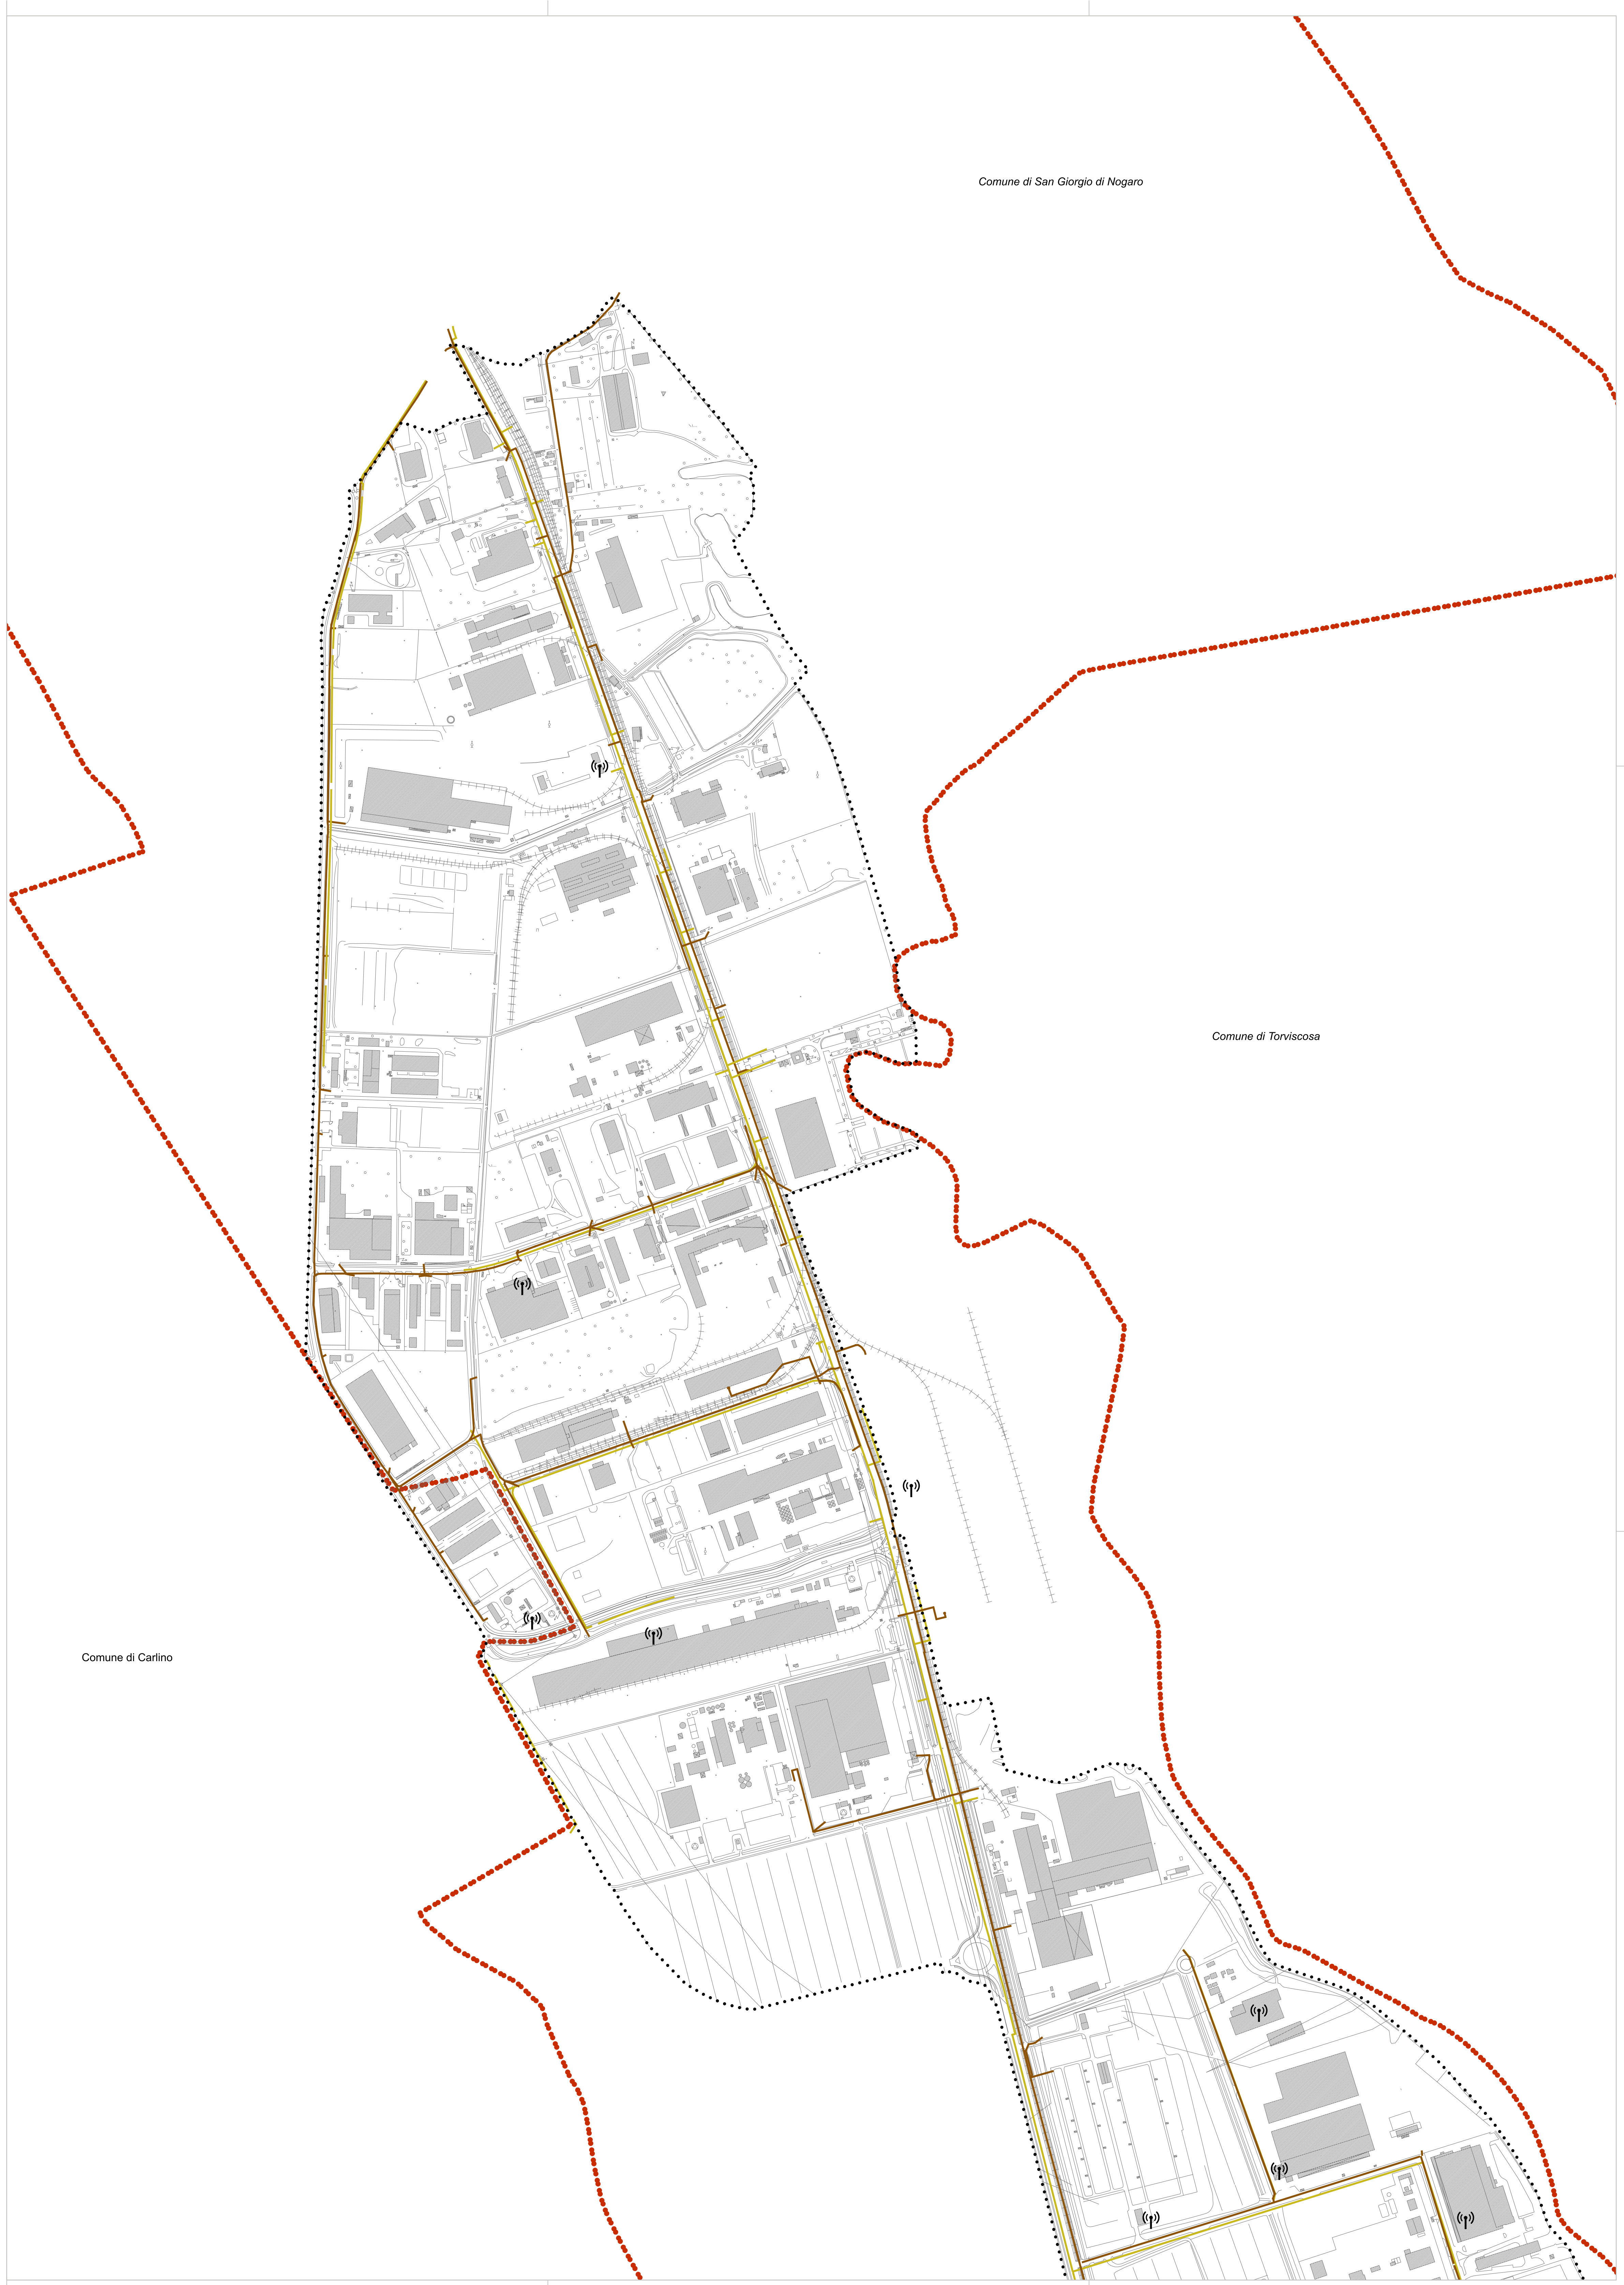 Comune di San Giorgio di Nogaro
Comune di Torviscosa
Comune di Carlino